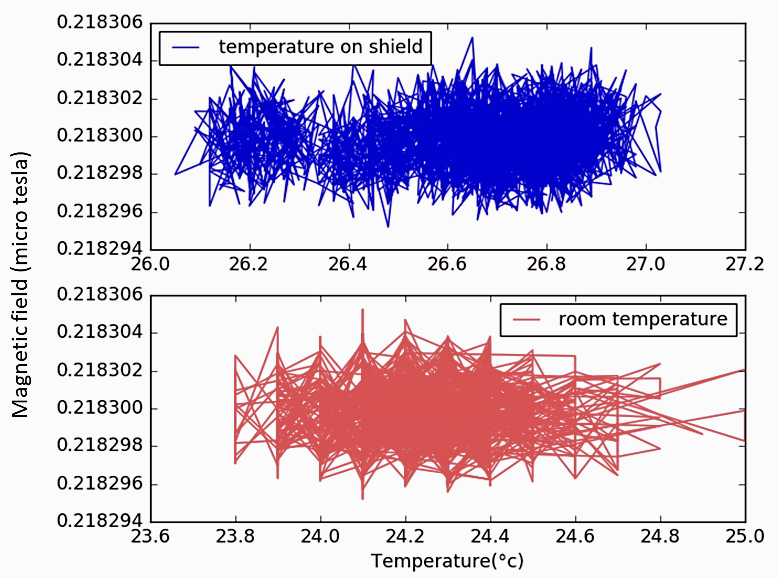 0.218306
temperature on shield
0.218304
0.218302
0.218300
0.218298
0.218296
0.218294
26.0 26.2 26.4 26.6 26.8 27.0 27.2
Magnetic field (micro tesla)
0.218306
room temperature
0.218304
0.218302
0.218300
0.218298
0.218296
0.218294
23.6 23.8 24.0 24.2 24.4 24.6 24.8 25.0
Temperature(°c)